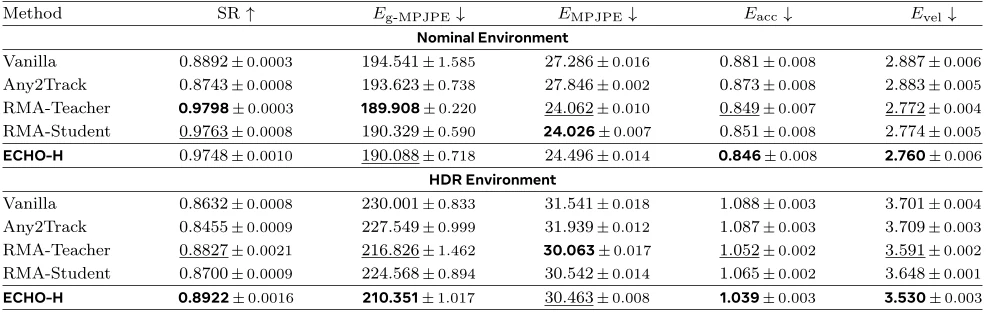 Method SR ↑ E_g-MPJPE ↓ E_MPJPE ↓ E_acc ↓ E_vel ↓
Nominal Environment
Vanilla 0.8892 ± 0.0003 194.541 ± 1.585 27.286 ± 0.016 0.881 ± 0.008 2.887 ± 0.006
Any2Track 0.8743 ± 0.0008 193.623 ± 0.738 27.846 ± 0.002 0.873 ± 0.008 2.883 ± 0.005
RMA-Teacher 0.9798 ± 0.0003 189.908 ± 0.220 24.062 ± 0.010 0.849 ± 0.007 2.772 ± 0.004
RMA-Student 0.9763 ± 0.0008 190.329 ± 0.590 24.026 ± 0.007 0.851 ± 0.008 2.774 ± 0.005
ECHO-H 0.9748 ± 0.0010 190.088 ± 0.718 24.496 ± 0.014 0.846 ± 0.008 2.760 ± 0.006
HDR Environment
Vanilla 0.8632 ± 0.0008 230.001 ± 0.833 31.541 ± 0.018 1.088 ± 0.003 3.701 ± 0.004
Any2Track 0.8455 ± 0.0009 227.549 ± 0.999 31.939 ± 0.012 1.087 ± 0.003 3.709 ± 0.003
RMA-Teacher 0.8827 ± 0.0021 216.826 ± 1.462 30.063 ± 0.017 1.052 ± 0.002 3.591 ± 0.002
RMA-Student 0.8700 ± 0.0009 224.568 ± 0.894 30.542 ± 0.014 1.065 ± 0.002 3.648 ± 0.001
ECHO-H 0.8922 ± 0.0016 210.351 ± 1.017 30.463 ± 0.008 1.039 ± 0.003 3.530 ± 0.003